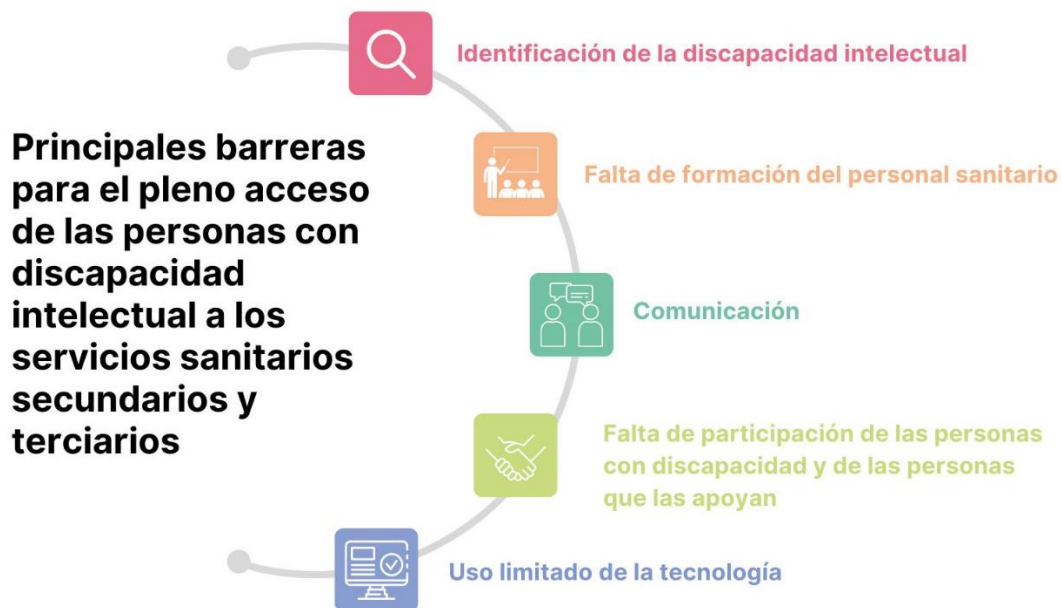 Principales barreras
para el pleno acceso
de las personas con
discapacidad
intelectual a los
servicios sanitarios
secundarios y
terciarios
Identificación de la discapacidad intelectual
Falta de formación del personal sanitario
Comunicación
Falta de participación de las personas
con discapacidad y de las personas
que las apoyan
Uso limitado de la tecnología